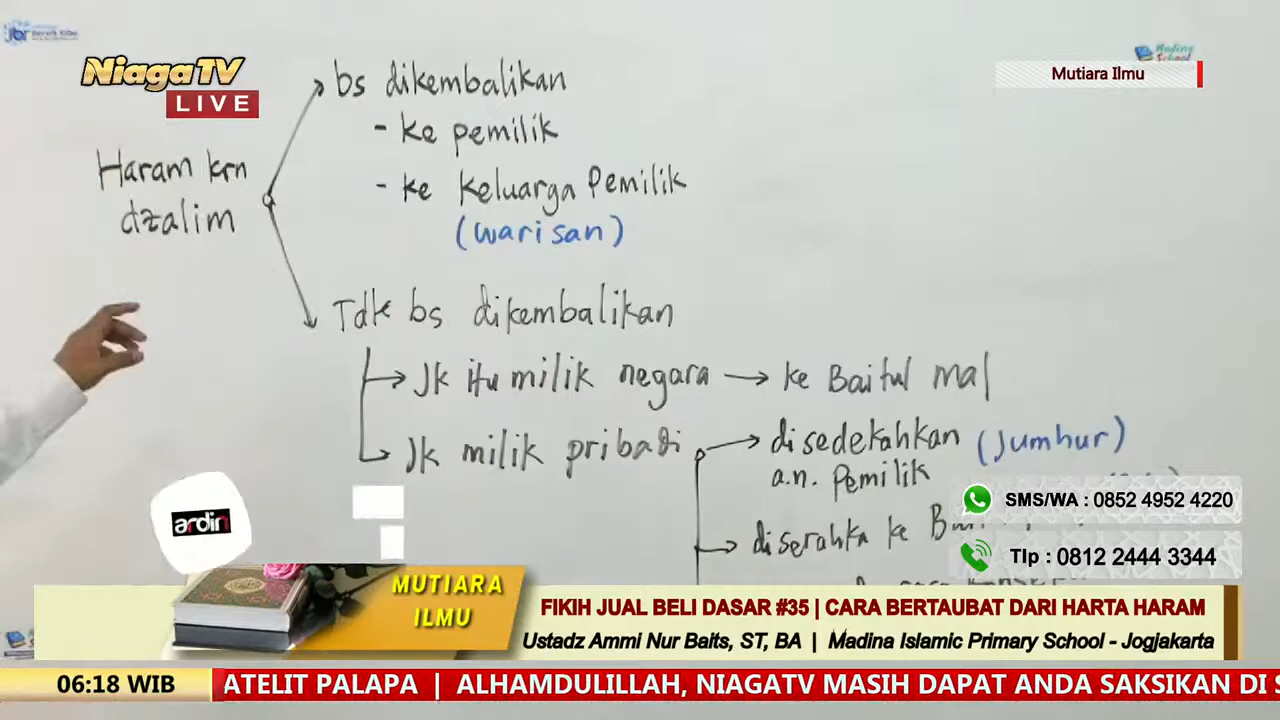 NiagaTV
LIVE
Mutiara Ilmu
Madina
School
bs dikembalikan
- ke pemilik
- ke keluarga Pemilik
(warisan)
Haram krn
dzalim
Tdk bs dikembalikan
Jk itu milik negara → ke Baitul mal
Jk milik pribadi
disedekahkan (Jumhur)
a.n. Pemilik
diserahka ke
SMS/WA : 0852 4952 4220
Tlp : 0812 2444 3344
ardin
MUTIARA
ILMU
FIKIH JUAL BELI DASAR #35 | CARA BERTAUBAT DARI HARTA HARAM
Ustadz Ammi Nur Baits, ST, BA | Madina Islamic Primary School - Jogjakarta
06:18 WIB
ATELIT PALAPA | ALHAMDULILLAH, NIAGATV MASIH DAPAT ANDA SAKSIKAN DI S